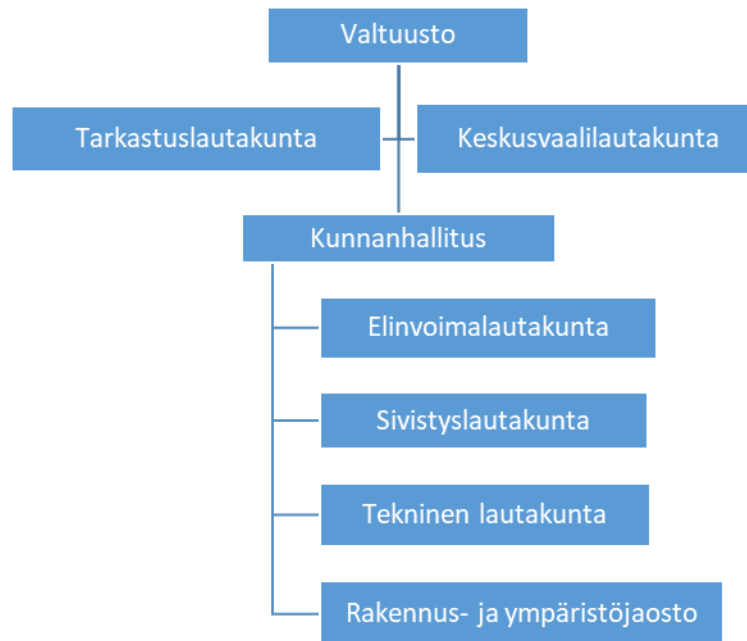 Valtuusto
Tarkastuslautakunta
Keskusvaalilautakunta
Kunnanhallitus
Elinvoimalautakunta
Sivistyslautakunta
Tekninen lautakunta
Rakennus- ja ympäristöjaosto